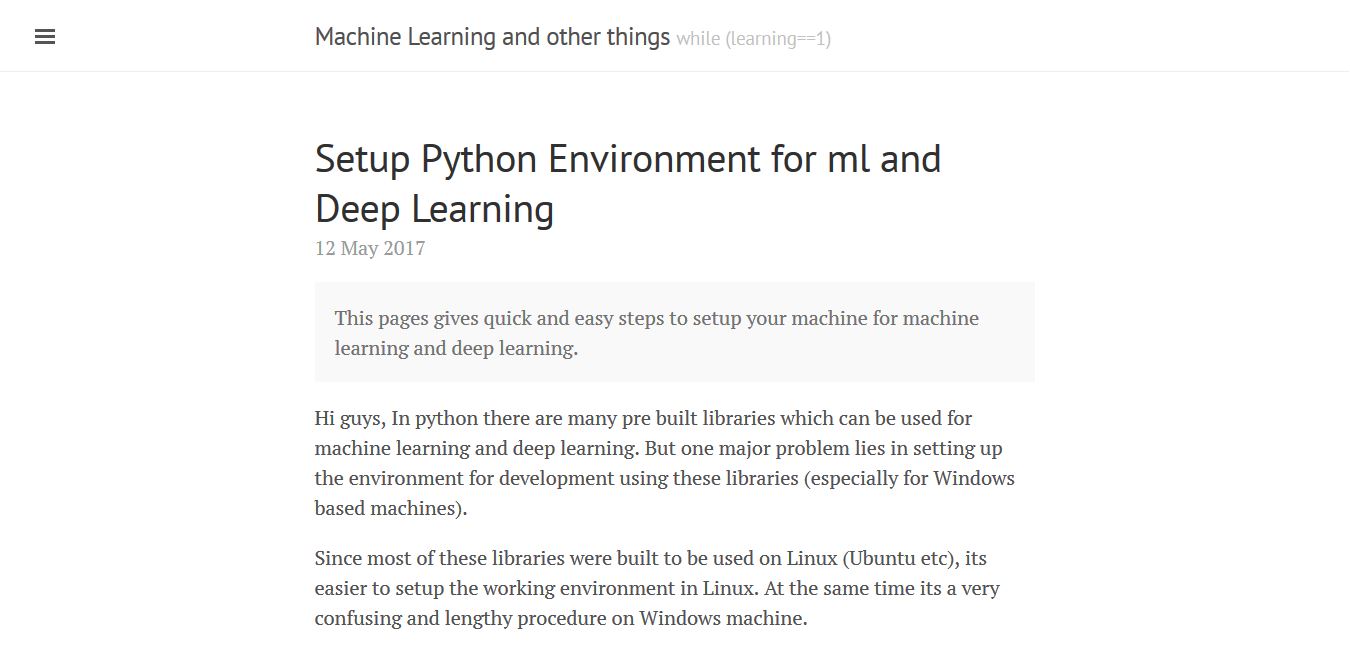 Machine Learning and other things while (learning==1)
Setup Python Environment for ml and
Deep Learning
12 May 2017
This pages gives quick and easy steps to setup your machine for machine
learning and deep learning.
Hi guys, In python there are many pre built libraries which can be used for
machine learning and deep learning. But one major problem lies in setting up
the environment for development using these libraries (especially for Windows
based machines).
Since most of these libraries were built to be used on Linux (Ubuntu etc), its
easier to setup the working environment in Linux. At the same time its a very
confusing and lengthy procedure on Windows machine.